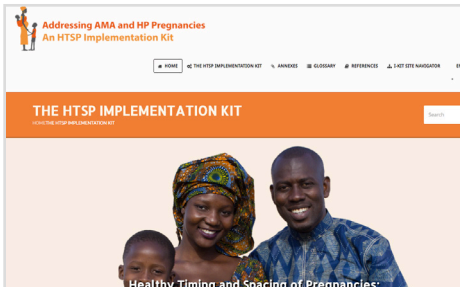 Addressing AMA and HP Pregnancies
An HTSP Implementation Kit
HOME THE HTSP IMPLEMENTATION KIT ANNEXES GLOSSARY REFERENCES I-KIT SITE NAVIGATOR
THE HTSP IMPLEMENTATION KIT
Search
HOME/THE HTSP IMPLEMENTATION KIT
Healthy Timing and Spacing of Pregnancies: